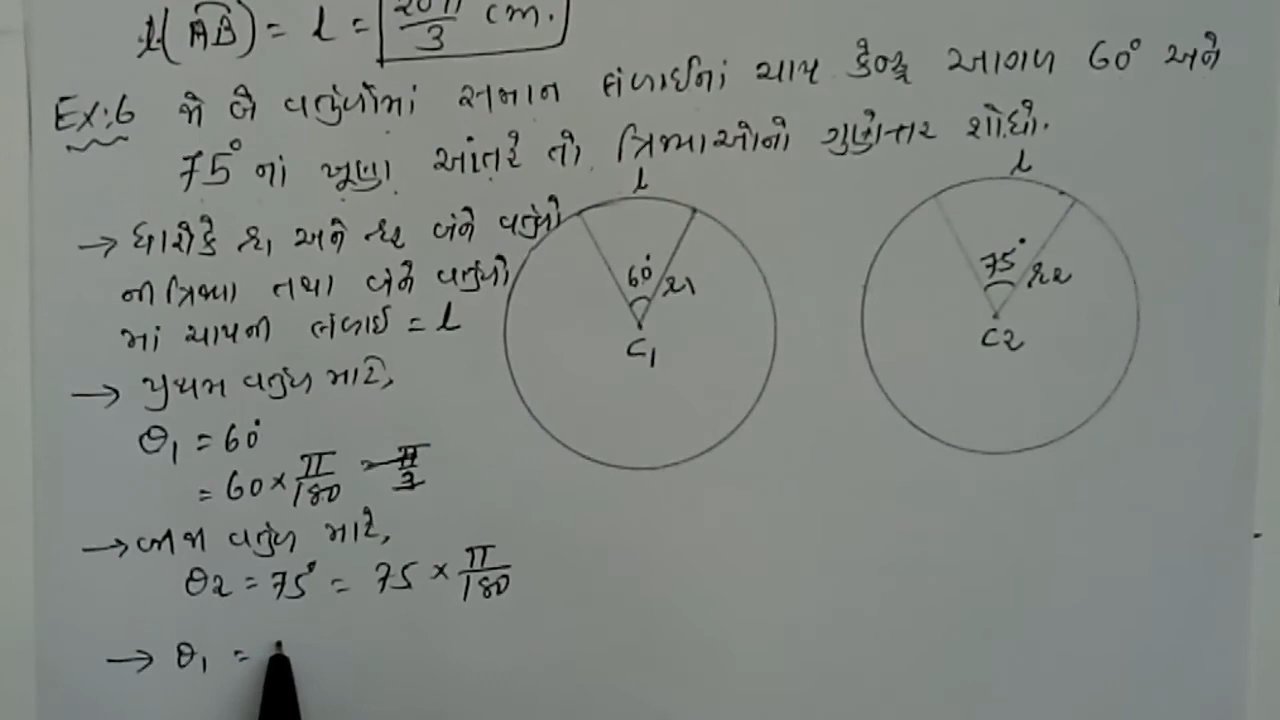 l(AB) = l = 20π/3 cm.
Ex:6 જો બે વર્તુળોમાં સમાન લંબાઈનાં ચાપ કેન્દ્ર આગળ 60° અને
75° નાં ખૂણા આંતરે તો ત્રિજ્યાઓનો ગુણોત્તર શોધો.
l
l
→ ધારોકે r₁ અને r₂ બંને વર્તુળો
ની ત્રિજ્યા તથા બંને વર્તુળો
માં ચાપની લંબાઈ = l
60° r₁
C₁
75° r₂
C₂
→ પ્રથમ વર્તુળ માટે,
θ₁ = 60°
= 60 × π/180 = π/3
→ બીજા વર્તુળ માટે,
θ₂ = 75° = 75 × π/180
→ θ₁ =